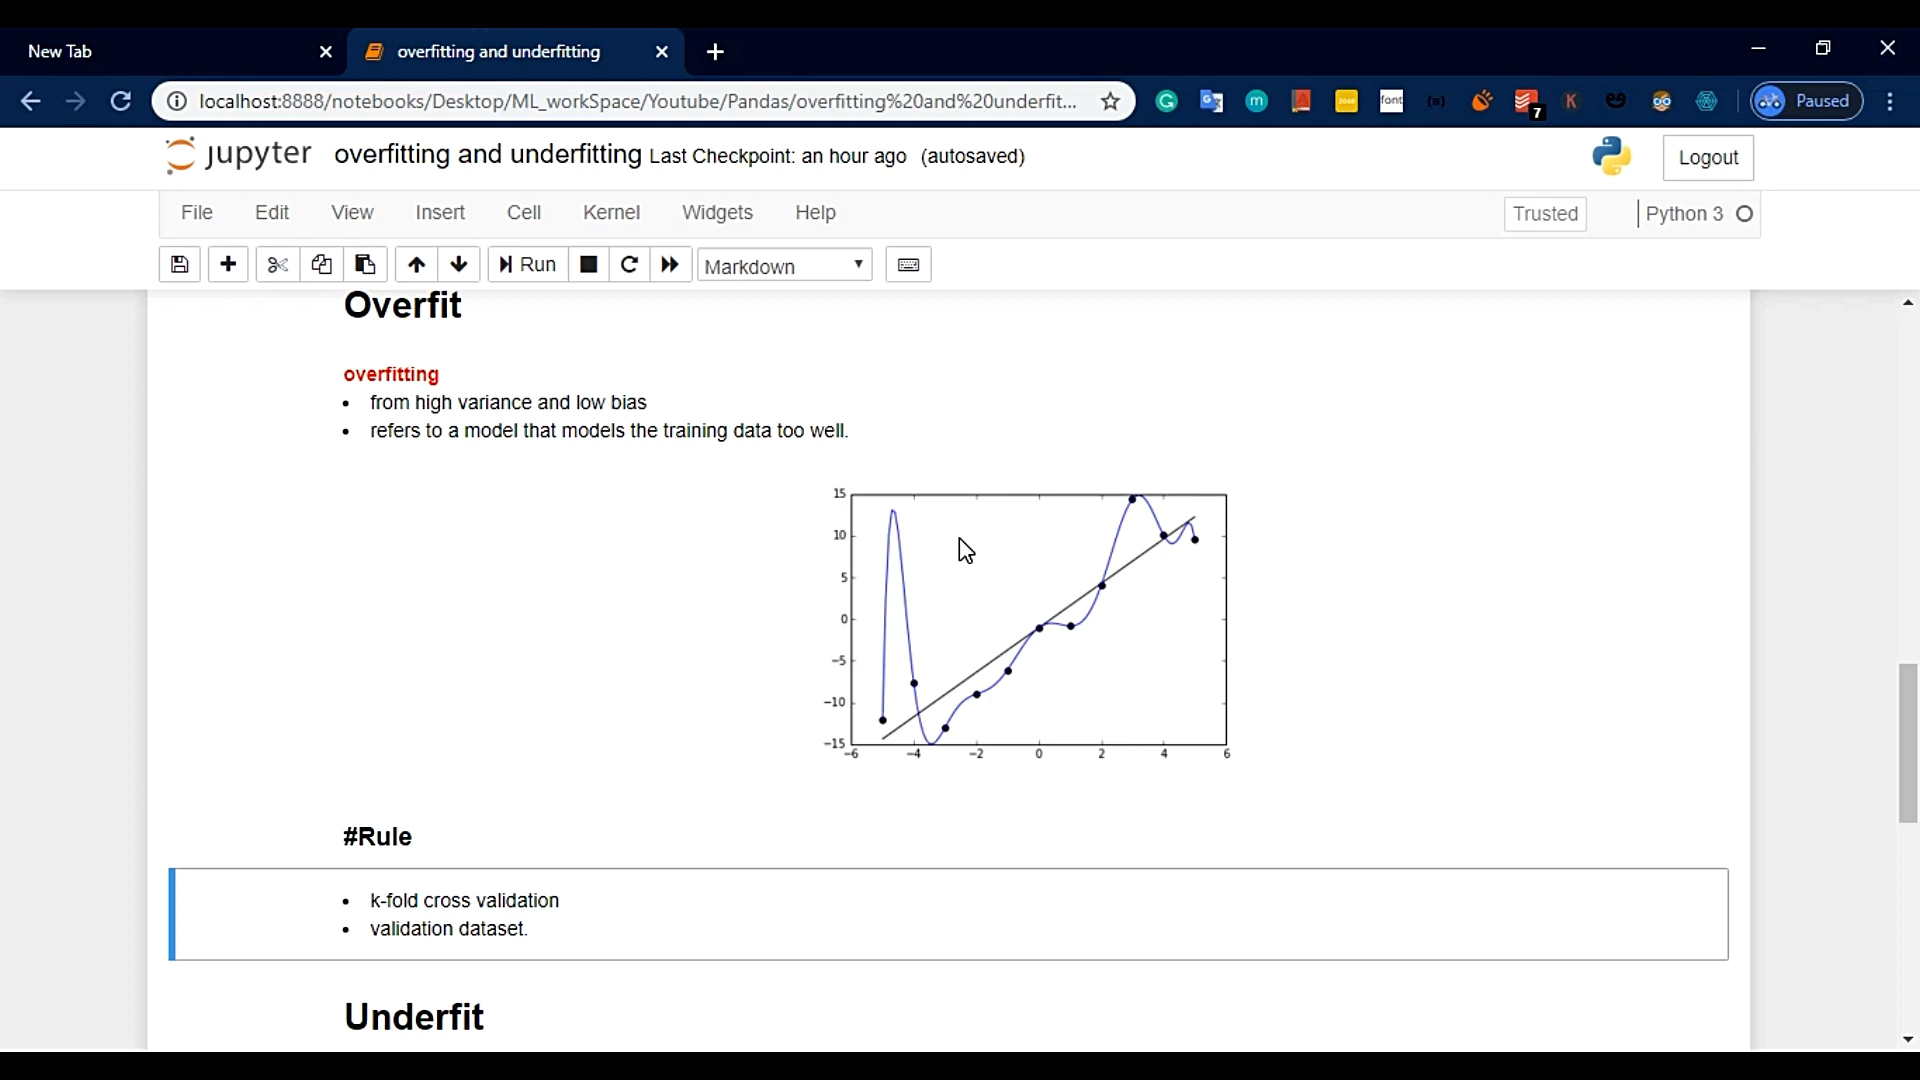 New Tab
overfitting and underfitting
localhost:8888/notebooks/Desktop/ML_workSpace/Youtube/Pandas/overfitting%20and%20underfit...
font
7
K
Paused
jupyter overfitting and underfitting Last Checkpoint: an hour ago (autosaved)
Logout
File Edit View Insert Cell Kernel Widgets Help
Trusted
Python 3
Run
Markdown
Overfit
overfitting
• from high variance and low bias
• refers to a model that models the training data too well.
15
10
5
0
−5
−10
−15
−6 −4 −2 0 2 4 6
#Rule
• k-fold cross validation
• validation dataset.
Underfit